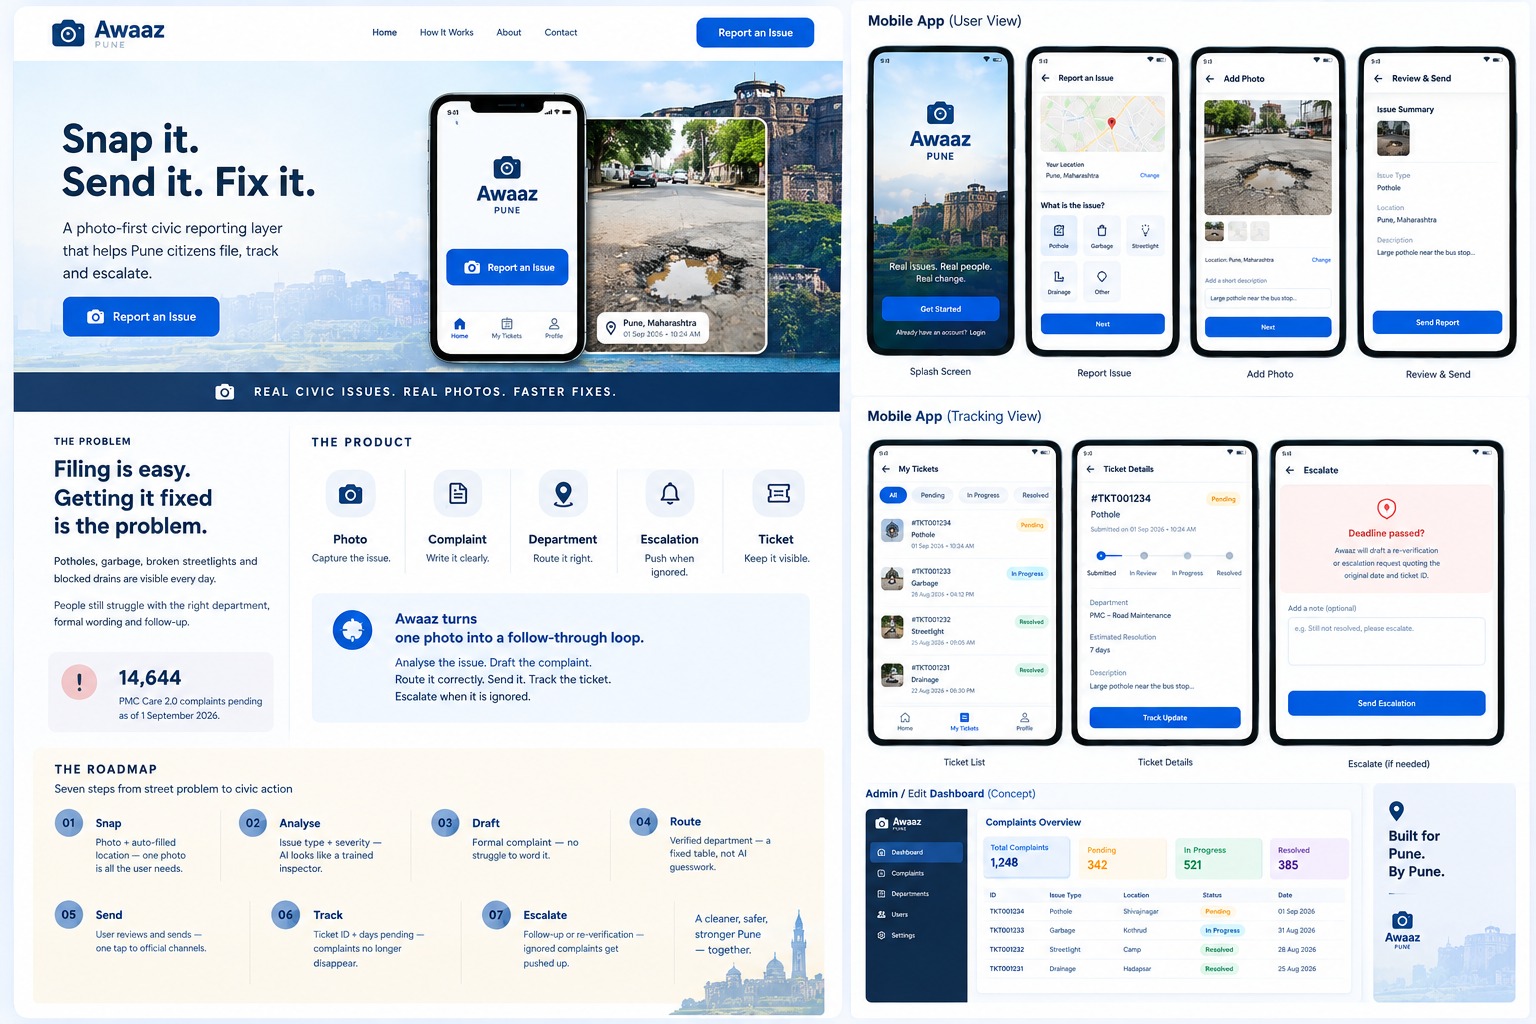 Awaaz
PUNE
Home
How It Works
About
Contact
Report an Issue
Snap it.
Send it. Fix it.
A photo-first civic reporting layer
that helps Pune citizens file, track
and escalate.
Report an Issue
9:01
Awaaz
PUNE
Report an Issue
Home
My Tickets
Profile
Pune, Maharashtra
01 Sep 2026 • 10:24 AM
REAL CIVIC ISSUES. REAL PHOTOS. FASTER FIXES.
THE PROBLEM
Filing is easy.
Getting it fixed
is the problem.
Potholes, garbage, broken streetlights and
blocked drains are visible every day.
People still struggle with the right department,
formal wording and follow-up.
14,644
PMC Care 2.0 complaints pending
as of 1 September 2026.
THE PRODUCT
Photo
Capture the issue.
Complaint
Write it clearly.
Department
Route it right.
Escalation
Push when
ignored.
Ticket
Keep it visible.
Awaaz turns
one photo into a follow-through loop.
Analyse the issue. Draft the complaint.
Route it correctly. Send it. Track the ticket.
Escalate when it is ignored.
THE ROADMAP
Seven steps from street problem to civic action
01
Snap
Photo + auto-filled
location — one photo
is all the user needs.
02
Analyse
Issue type + severity —
AI looks like a trained
inspector.
03
Draft
Formal complaint — no
struggle to word it.
04
Route
Verified department — a
fixed table, not AI
guesswork.
05
Send
User reviews and sends —
one tap to official channels.
06
Track
Ticket ID + days pending —
complaints no longer
disappear.
07
Escalate
Follow-up or re-verification —
ignored complaints get
pushed up.
A cleaner, safer,
stronger Pune
— together.
Mobile App (User View)
Awaaz
PUNE
Real issues. Real people.
Real change.
Get Started
Already have an account? Login
Splash Screen
Report an Issue
Your Location
Pune, Maharashtra
Change
What is the issue?
Pothole
Garbage
Streetlight
Drainage
Other
Next
Report Issue
Add Photo
Location: Pune, Maharashtra
Change
Add a short description
Large pothole near the bus stop...
Next
Add Photo
Review & Send
Issue Summary
Issue Type
Pothole
Location
Pune, Maharashtra
Description
Large pothole near the bus stop...
Send Report
Review & Send
Mobile App (Tracking View)
My Tickets
All
Pending
In Progress
Resolved
#TKT001234
Pothole
01 Sep 2026 • 10:24 AM
Pending
#TKT001233
Garbage
28 Aug 2026 • 04:12 PM
In Progress
#TKT001232
Streetlight
25 Aug 2026 • 09:05 AM
Resolved
#TKT001231
Drainage
22 Aug 2026 • 06:30 PM
Resolved
Home
My Tickets
Profile
Ticket List
Ticket Details
#TKT001234
Pending
Pothole
Submitted on 01 Sep 2026 • 10:24 AM
Submitted
In Review
In Progress
Resolved
Department
PMC – Road Maintenance
Estimated Resolution
7 days
Description
Large pothole near the bus stop...
Track Update
Ticket Details
Escalate
Deadline passed?
Awaaz will draft a re-verification
or escalation request quoting the
original date and ticket ID.
Add a note (optional)
e.g. Still not resolved, please escalate.
Send Escalation
Escalate (if needed)
Admin / Edit Dashboard (Concept)
Awaaz
PUNE
Dashboard
Complaints
Departments
Users
Settings
Complaints Overview
Total Complaints
1,248
Pending
342
In Progress
521
Resolved
385
ID
Issue Type
Location
Status
Date
TKT001234
Pothole
Shivajinagar
Pending
01 Sep 2026
TKT001233
Garbage
Kothrud
In Progress
31 Aug 2026
TKT001232
Streetlight
Camp
Resolved
28 Aug 2026
TKT001231
Drainage
Hadapsar
Resolved
25 Aug 2026
Built for
Pune.
By Pune.
Awaaz
PUNE